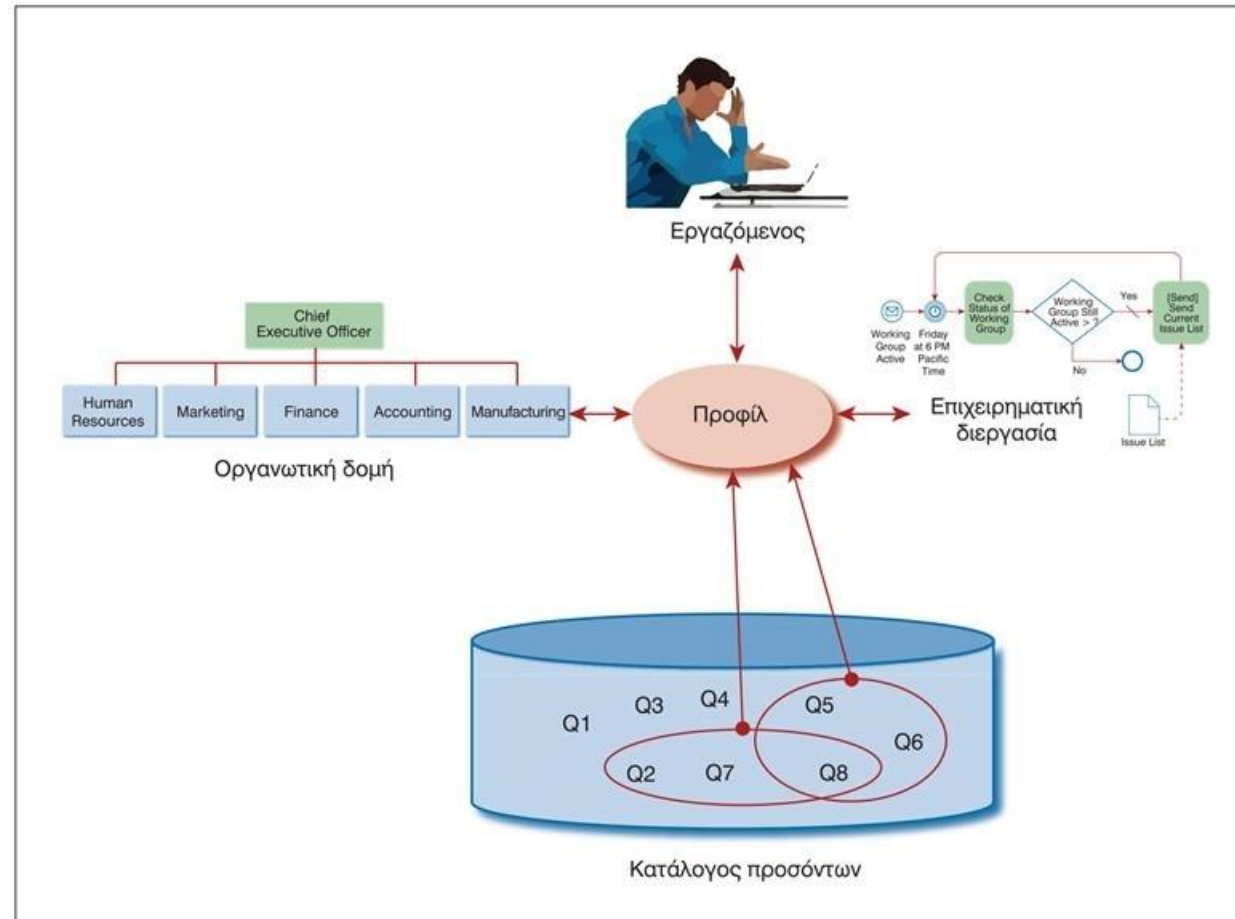 Εργαζόμενος
Chief
Executive Officer
Human
Resources
Marketing
Finance
Accounting
Manufacturing
Οργανωτική δομή
Προφίλ
Working
Group
Active
Friday
at 6 PM
Pacific
Time
Check
Status of
Working
Group
Working
Group Still
Active > ?
Yes
No
[Send]
Send
Current
Issue List
Issue List
Επιχειρηματική
διεργασία
Q1
Q3
Q4
Q5
Q6
Q2
Q7
Q8
Κατάλογος προσόντων